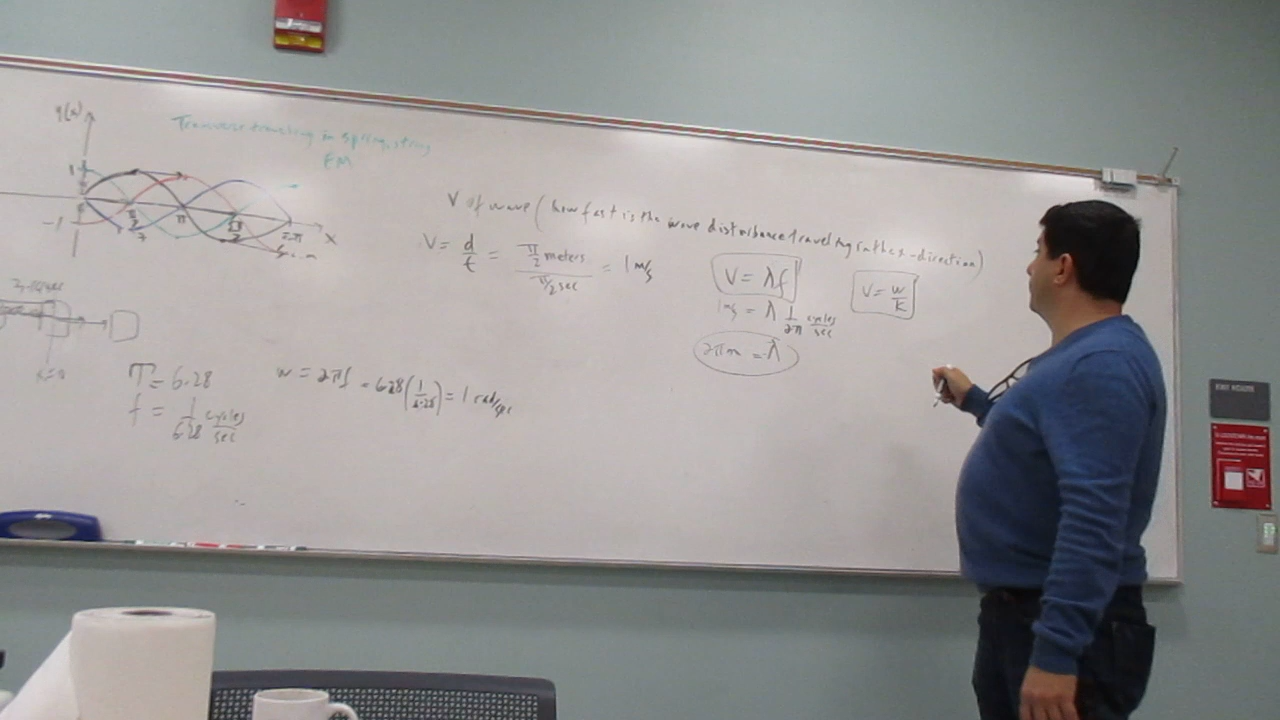 y(x)
Transverse traveling in spring, string
EM
1
-1
π/2
π
3π/2
2π
x
V of wave (how fast is the wave disturbance traveling in the x-direction)
V = d/t = (π/2 meters)/(π/2 sec) = 1 m/s
V = λf
V = w/k
1 m/s = λ 1/2π cycles/sec
2π m = λ
T = 6.28
f = 1/6.28 cycles/sec
w = 2πf = 6.28(1/6.28) = 1 rad/sec